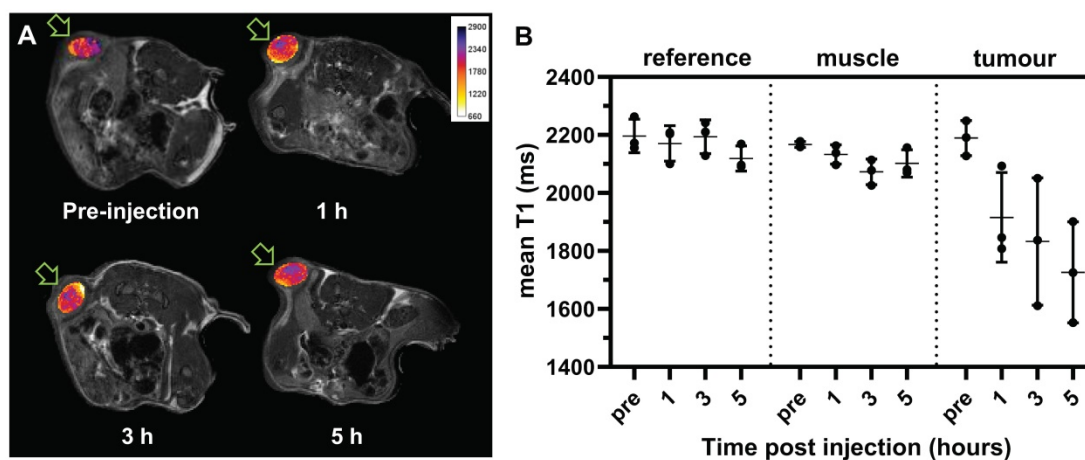 A
2900
2340
1780
1220
660
Pre-injection
1 h
3 h
5 h
B
reference muscle tumour
mean T1 (ms)
2400
2200
2000
1800
1600
1400
pre 1 3 5 pre 1 3 5 pre 1 3 5
Time post injection (hours)